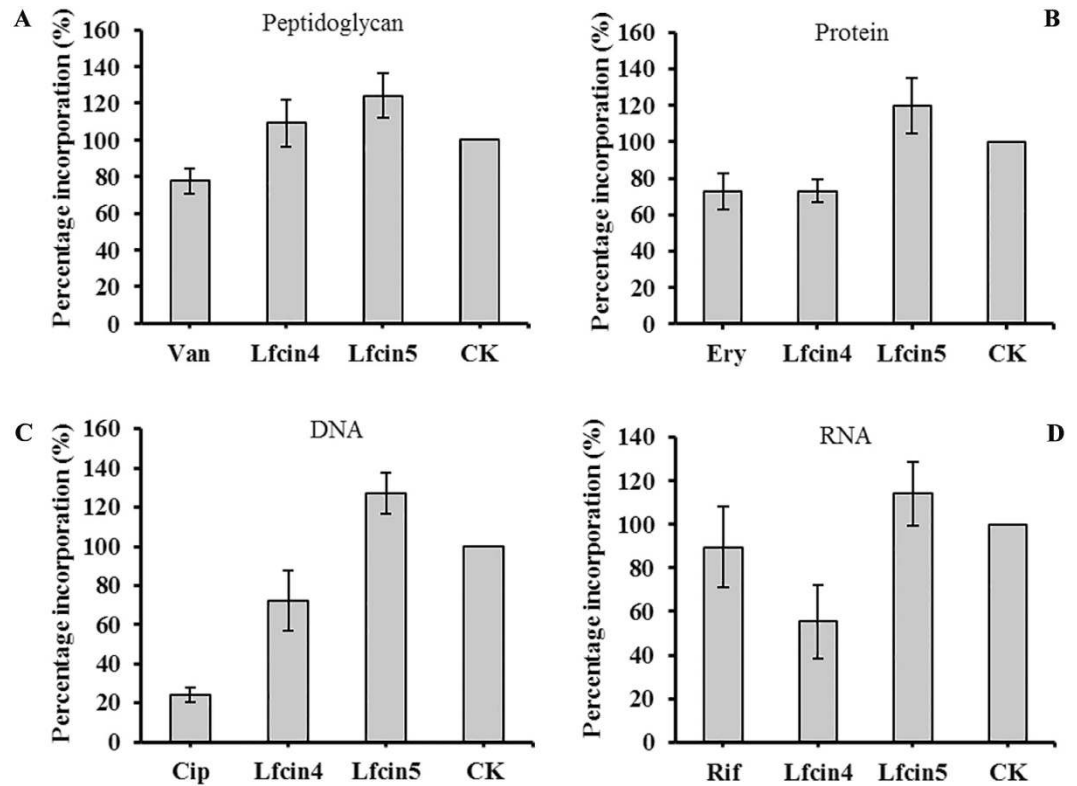 A
Peptidoglycan
Percentage incorporation (%)
160
140
120
100
80
60
40
20
0
Van Lfcin4 Lfcin5 CK
B
Protein
Percentage incorporation (%)
160
140
120
100
80
60
40
20
0
Ery Lfcin4 Lfcin5 CK
C
DNA
Percentage incorporation (%)
160
140
120
100
80
60
40
20
0
Cip Lfcin4 Lfcin5 CK
D
RNA
Percentage incorporation (%)
140
120
100
80
60
40
20
0
Rif Lfcin4 Lfcin5 CK